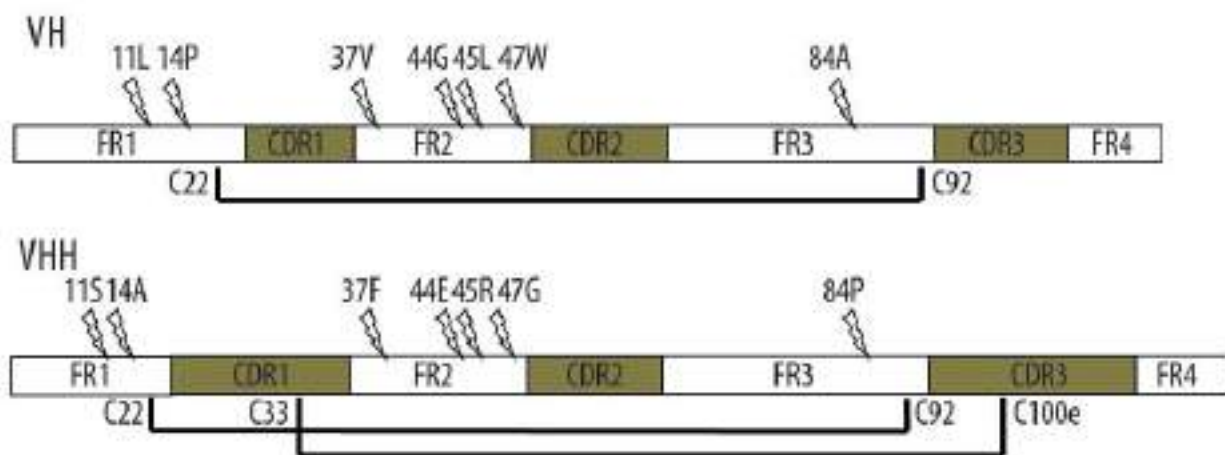 VH
11L 14P 37V 44G 45L 47W 84A
FR1 CDR1 FR2 CDR2 FR3 CDR3 FR4
C22 C92
VHH
11S 14A 37F 44E 45R 47G 84P
FR1 CDR1 FR2 CDR2 FR3 CDR3 FR4
C22 C33 C92 C100e